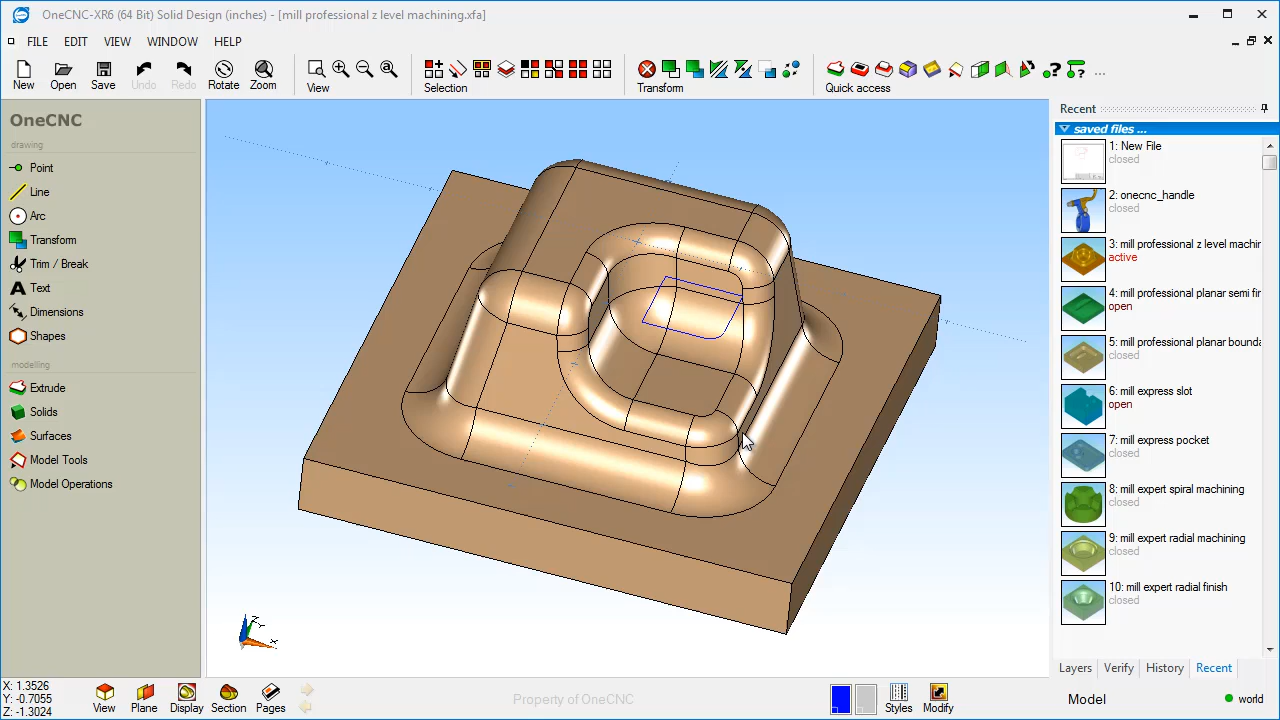 OneCNC-XR6 (64 Bit) Solid Design (inches) - [mill professional z level machining.xfa]
FILE EDIT VIEW WINDOW HELP
New Open Save Undo Redo Rotate Zoom View Selection Transform Quick access
OneCNC
drawing
Point
Line
Arc
Transform
Trim / Break
Text
Dimensions
Shapes
modelling
Extrude
Solids
Surfaces
Model Tools
Model Operations
Recent
saved files ...
1: New File
closed
2: onecnc_handle
closed
3: mill professional z level machir
active
4: mill professional planar semi fir
open
5: mill professional planar bounda
closed
6: mill express slot
open
7: mill express pocket
closed
8: mill expert spiral machining
closed
9: mill expert radial machining
closed
10: mill expert radial finish
closed
Layers Verify History Recent
Z Y X
X: 1.3526
Y: -0.7055
Z: -1.3024
View Plane Display Section Pages
Property of OneCNC
Styles Modify
Model
world